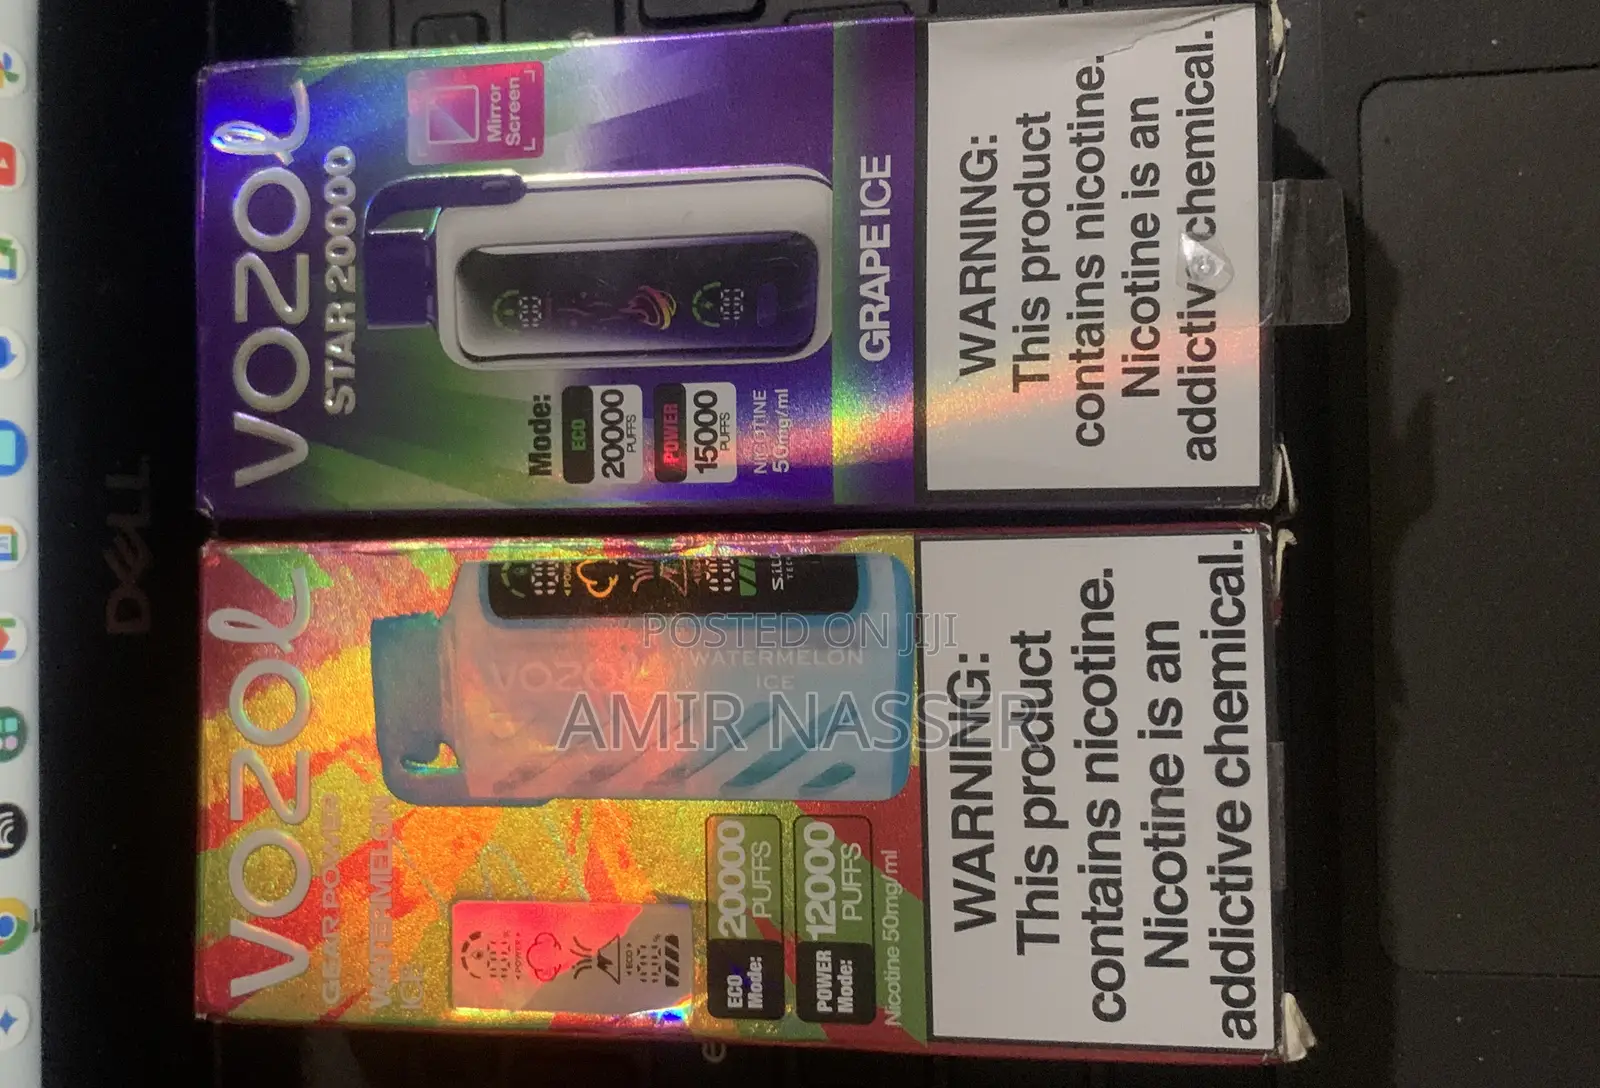 VOZOL
STAR 20000
Mirror
Screen
Mode:
ECO
20000
PUFFS
POWER
15000
PUFFS
NICOTINE
50mg/ml
GRAPE ICE
WARNING:
This product
contains nicotine.
Nicotine is an
addictive chemical.
VOZOL
GEAR POWER
WATERMELON
ICE
VOZOL
WATERMELON
ICE
ECO
Mode:
20000
PUFFS
POWER
Mode:
12000
PUFFS
Nicotine 50mg/ml
WARNING:
This product
contains nicotine.
Nicotine is an
addictive chemical.
DELL
POSTED ON JIJI
AMIR NASSER